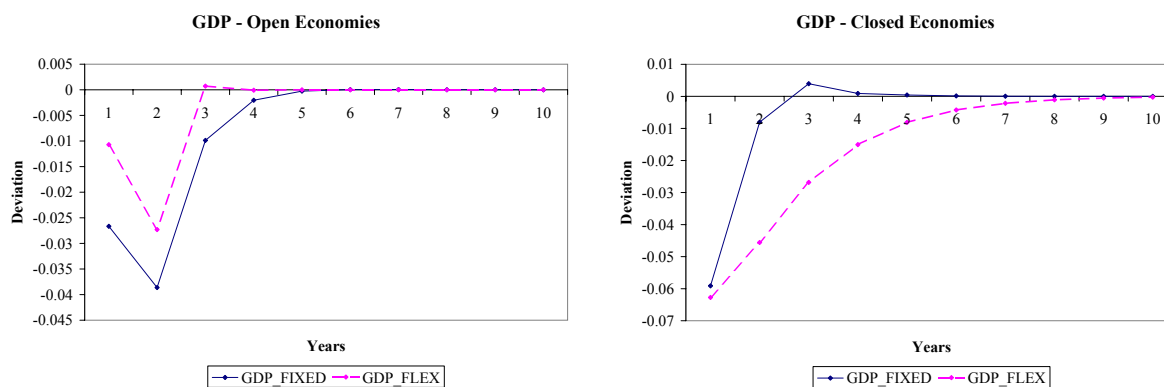 GDP - Open Economies
0.005
0
-0.005
-0.01
-0.015
-0.02
-0.025
-0.03
-0.035
-0.04
-0.045
1 2 3 4 5 6 7 8 9 10
Deviation
Years
GDP_FIXED GDP_FLEX
GDP - Closed Economies
0.01
0
-0.01
-0.02
-0.03
-0.04
-0.05
-0.06
-0.07
1 2 3 4 5 6 7 8 9 10
Deviation
Years
GDP_FIXED GDP_FLEX